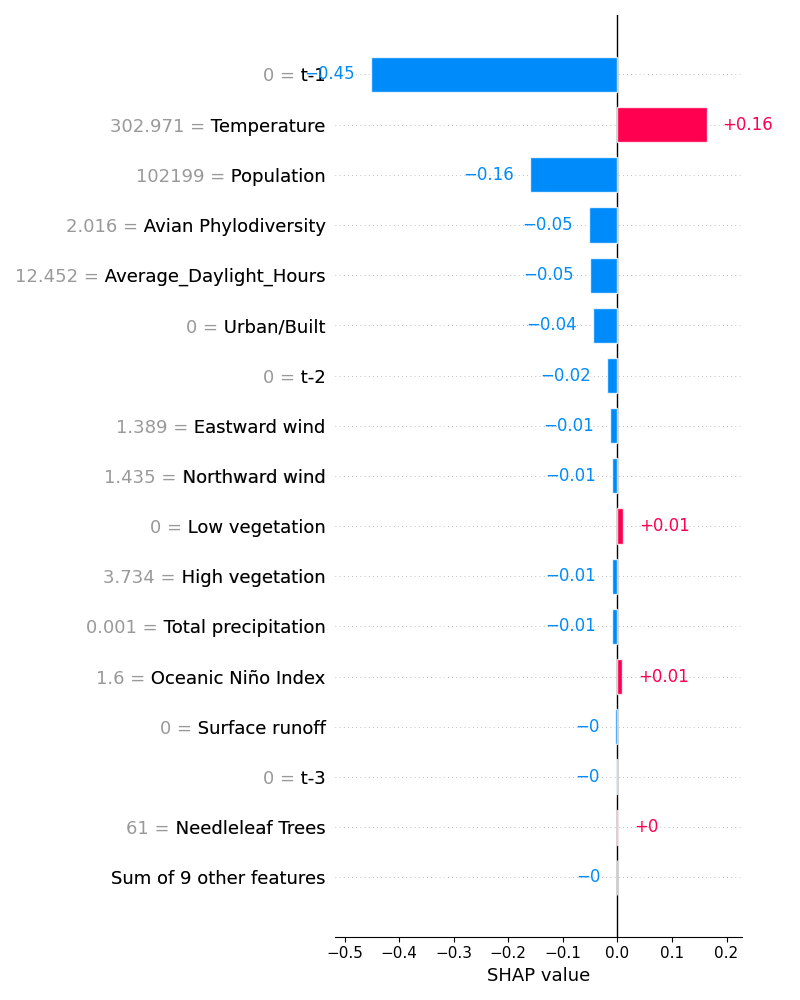 0 = t-1 −0.45
302.971 = Temperature +0.16
102199 = Population −0.16
2.016 = Avian Phylodiversity −0.05
12.452 = Average_Daylight_Hours −0.05
0 = Urban/Built −0.04
0 = t-2 −0.02
1.389 = Eastward wind −0.01
1.435 = Northward wind −0.01
0 = Low vegetation +0.01
3.734 = High vegetation −0.01
0.001 = Total precipitation −0.01
1.6 = Oceanic Niño Index +0.01
0 = Surface runoff −0
0 = t-3 −0
61 = Needleleaf Trees +0
Sum of 9 other features −0
−0.5 −0.4 −0.3 −0.2 −0.1 0.0 0.1 0.2
SHAP value